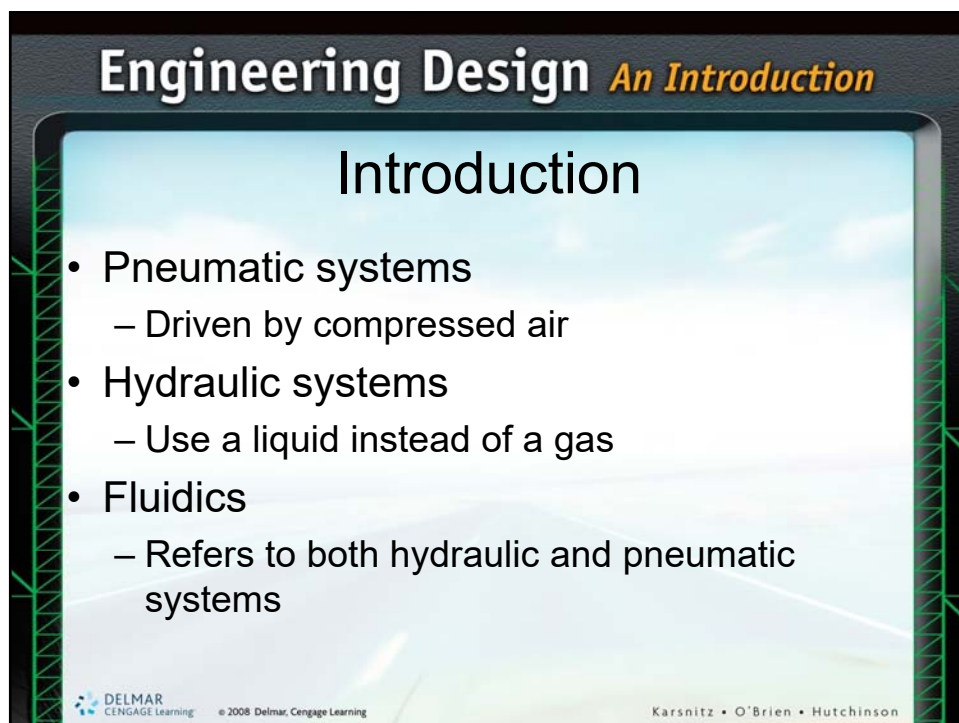 Engineering Design An Introduction
Introduction
• Pneumatic systems
– Driven by compressed air
• Hydraulic systems
– Use a liquid instead of a gas
• Fluidics
– Refers to both hydraulic and pneumatic
systems
DELMAR
CENGAGE Learning © 2008 Delmar, Cengage Learning Karsnitz • O'Brien • Hutchinson